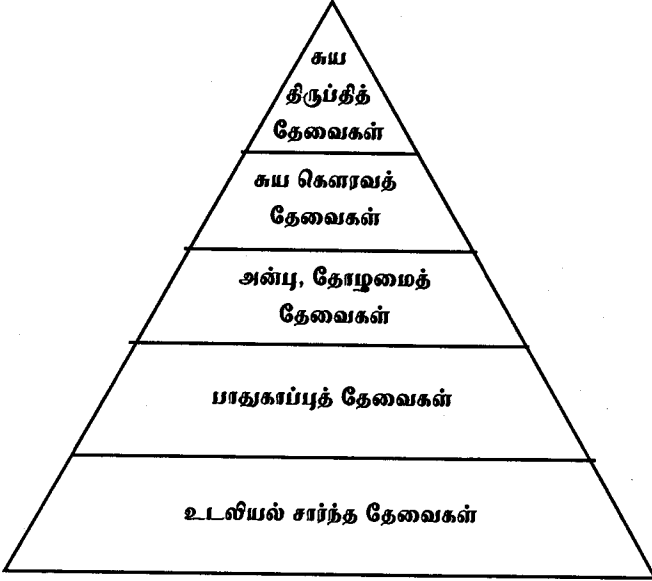 சுய
திருப்தித்
தேவைகள்
சுய கௌரவத்
தேவைகள்
அன்பு, தோழமைத்
தேவைகள்
பாதுகாப்புத் தேவைகள்
உடலியல் சார்ந்த தேவைகள்